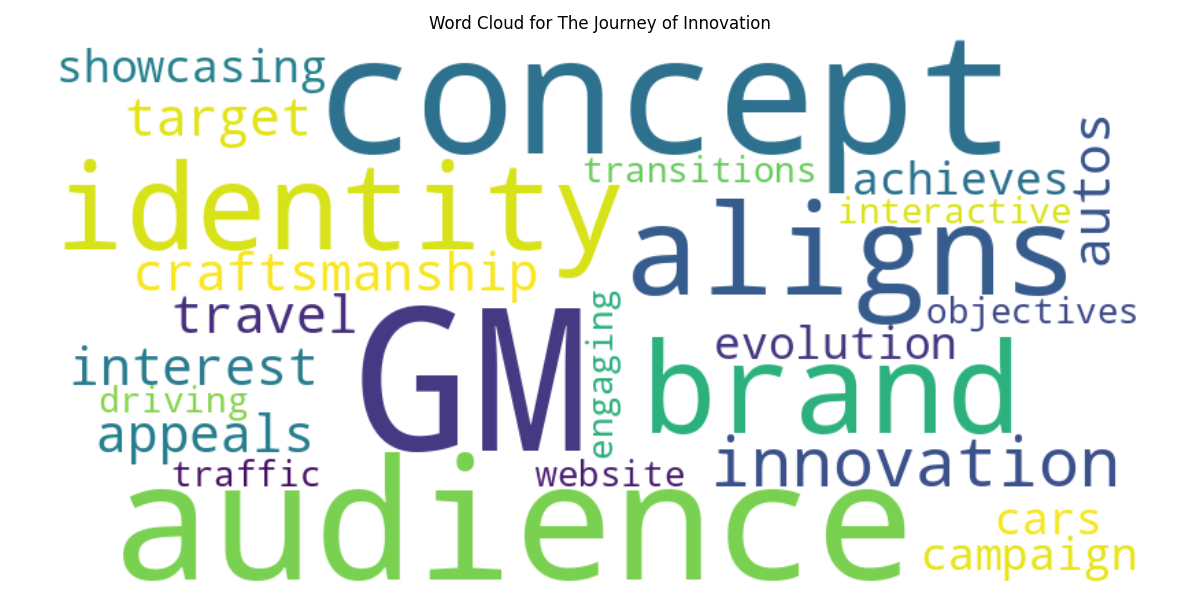 Word Cloud for The Journey of Innovation
showcasing
concept
target
autos
identity
transitions
achieves
interactive
aligns
craftsmanship
travel
GM
engaging
objectives
evolution
interest
brand
driving
appeals
innovation
traffic
website
audience
cars
campaign